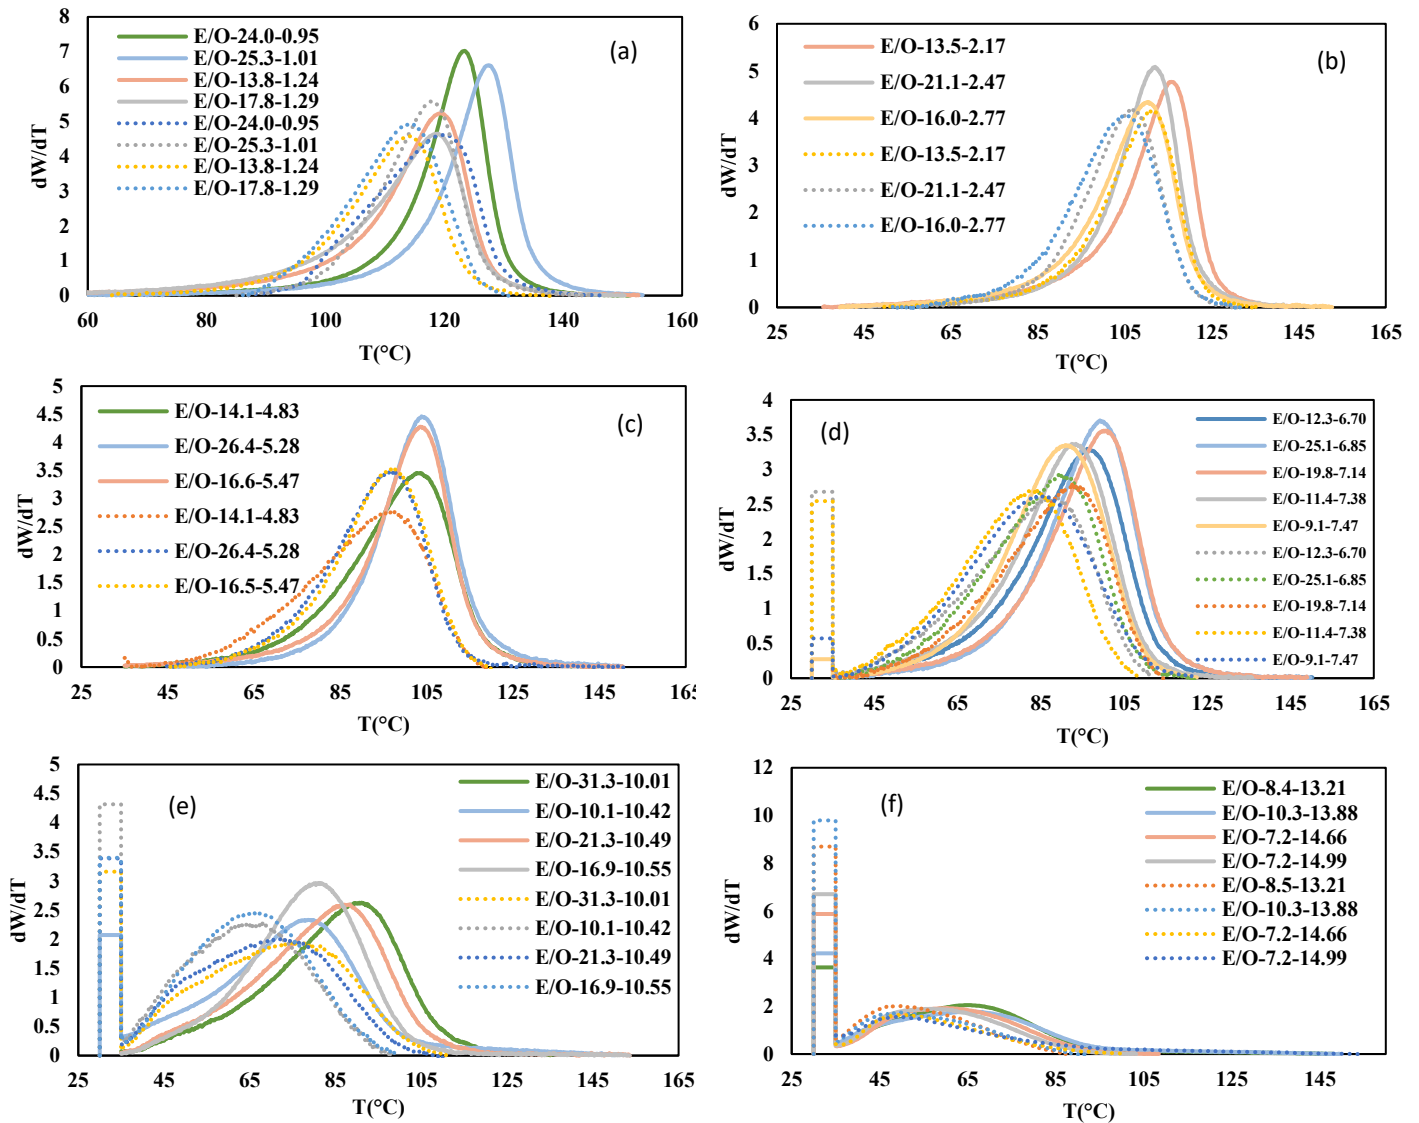 8
7
6
5
4
3
2
1
0
dW/dT
E/O-24.0-0.95
E/O-25.3-1.01
E/O-13.8-1.24
E/O-17.8-1.29
E/O-24.0-0.95
E/O-25.3-1.01
E/O-13.8-1.24
E/O-17.8-1.29
(a)
60 80 100 120 140 160
T(°C)
6
5
4
3
2
1
0
dW/dT
E/O-13.5-2.17
E/O-21.1-2.47
E/O-16.0-2.77
E/O-13.5-2.17
E/O-21.1-2.47
E/O-16.0-2.77
(b)
25 45 65 85 105 125 145 165
T(°C)
5
4.5
4
3.5
3
2.5
2
1.5
1
0.5
0
dW/dT
E/O-14.1-4.83
E/O-26.4-5.28
E/O-16.6-5.47
E/O-14.1-4.83
E/O-26.4-5.28
E/O-16.5-5.47
(c)
25 45 65 85 105 125 145 165
T(°C)
4
3.5
3
2.5
2
1.5
1
0.5
0
dW/dT
(d)
E/O-12.3-6.70
E/O-25.1-6.85
E/O-19.8-7.14
E/O-11.4-7.38
E/O-9.1-7.47
E/O-12.3-6.70
E/O-25.1-6.85
E/O-19.8-7.14
E/O-11.4-7.38
E/O-9.1-7.47
25 45 65 85 105 125 145 165
T(°C)
5
4.5
4
3.5
3
2.5
2
1.5
1
0.5
0
dW/dT
(e)
E/O-31.3-10.01
E/O-10.1-10.42
E/O-21.3-10.49
E/O-16.9-10.55
E/O-31.3-10.01
E/O-10.1-10.42
E/O-21.3-10.49
E/O-16.9-10.55
25 45 65 85 105 125 145 165
T(°C)
12
10
8
6
4
2
0
dW/dT
(f)
E/O-8.4-13.21
E/O-10.3-13.88
E/O-7.2-14.66
E/O-7.2-14.99
E/O-8.5-13.21
E/O-10.3-13.88
E/O-7.2-14.66
E/O-7.2-14.99
25 45 65 85 105 125 145
T(°C)